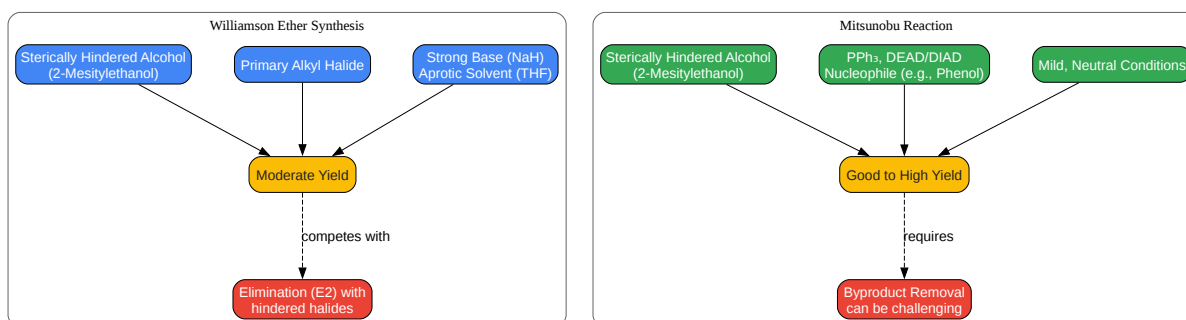 Williamson Ether Synthesis
Sterically Hindered Alcohol
(2-Mesitylethanol)
Primary Alkyl Halide
Strong Base (NaH)
Aprotic Solvent (THF)
Moderate Yield
competes with
Elimination (E2) with
hindered halides
Mitsunobu Reaction
Sterically Hindered Alcohol
(2-Mesitylethanol)
PPh₃, DEAD/DIAD
Nucleophile (e.g., Phenol)
Mild, Neutral Conditions
Good to High Yield
requires
Byproduct Removal
can be challenging